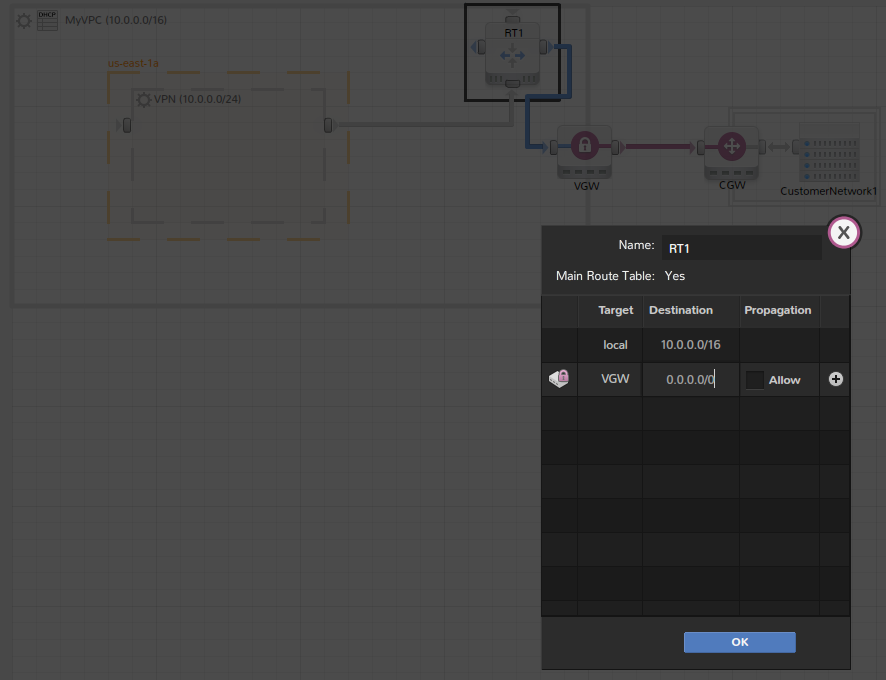 DHCP
MyVPC (10.0.0.0/16)
RT1
us-east-1a
VPN (10.0.0.0/24)
VGW
CGW
CustomerNetwork1
X
Name: RT1
Main Route Table: Yes
Target Destination Propagation
local 10.0.0.0/16
VGW 0.0.0.0/0 Allow
OK